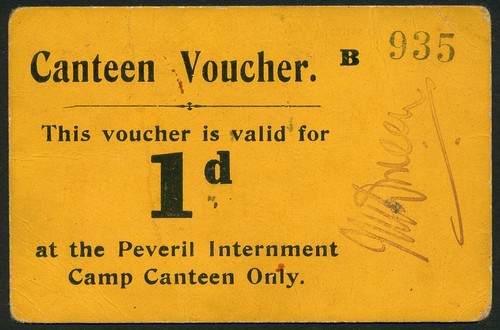 Canteen Voucher. B 935
This voucher is valid for
1d
at the Peveril Internment
Camp Canteen Only.